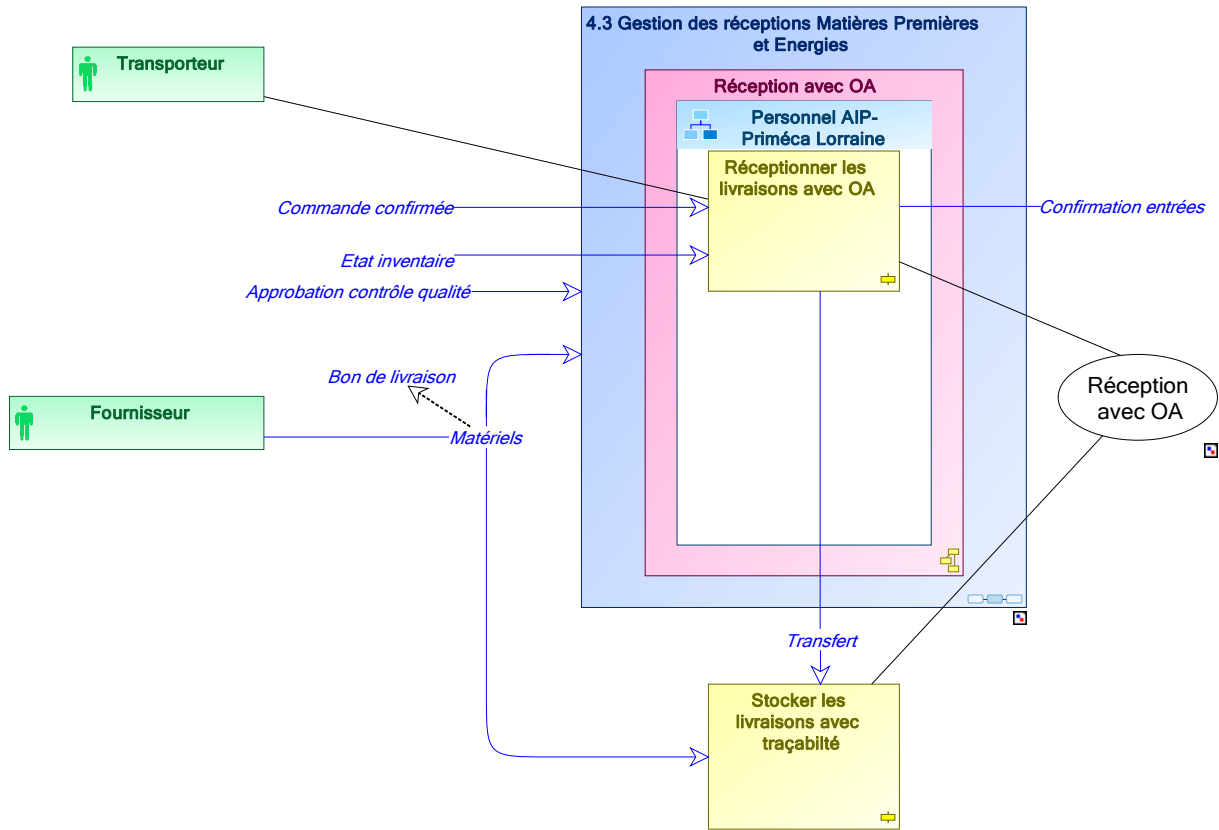 4.3 Gestion des réceptions Matières Premières
et Energies
Transporteur
Réception avec OA
Personnel AIP-
Priméca Lorraine
Réceptionner les
livraisons avec OA
Commande confirmée
Confirmation entrées
Etat inventaire
Approbation contrôle qualité
Bon de livraison
Réception
avec OA
Fournisseur
Matériels
Transfert
Stocker les
livraisons avec
traçabilté